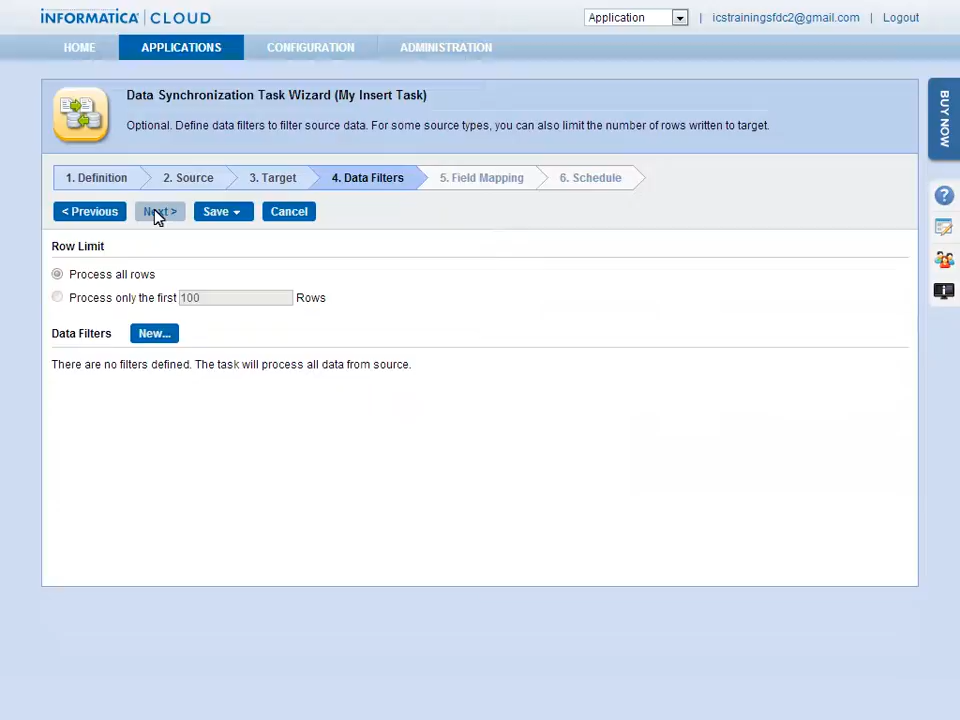 INFORMATICA CLOUD
Application | icstrainingsfdc2@gmail.com | Logout
HOME APPLICATIONS CONFIGURATION ADMINISTRATION
Data Synchronization Task Wizard (My Insert Task)
Optional. Define data filters to filter source data. For some source types, you can also limit the number of rows written to target.
BUY NOW
1. Definition 2. Source 3. Target 4. Data Filters 5. Field Mapping 6. Schedule
< Previous Next > Save Cancel
Row Limit
Process all rows
Process only the first 100 Rows
Data Filters New...
There are no filters defined. The task will process all data from source.